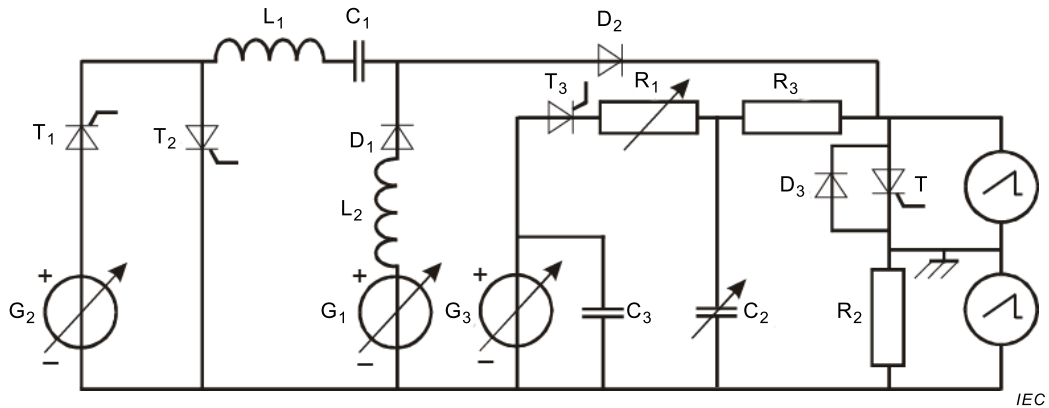 L1
C1
D2
T3
R1
R3
T1
T2
D1
D3
T
L2
+
+
+
G2
G1
G3
C3
C2
R2
–
–
–
IEC